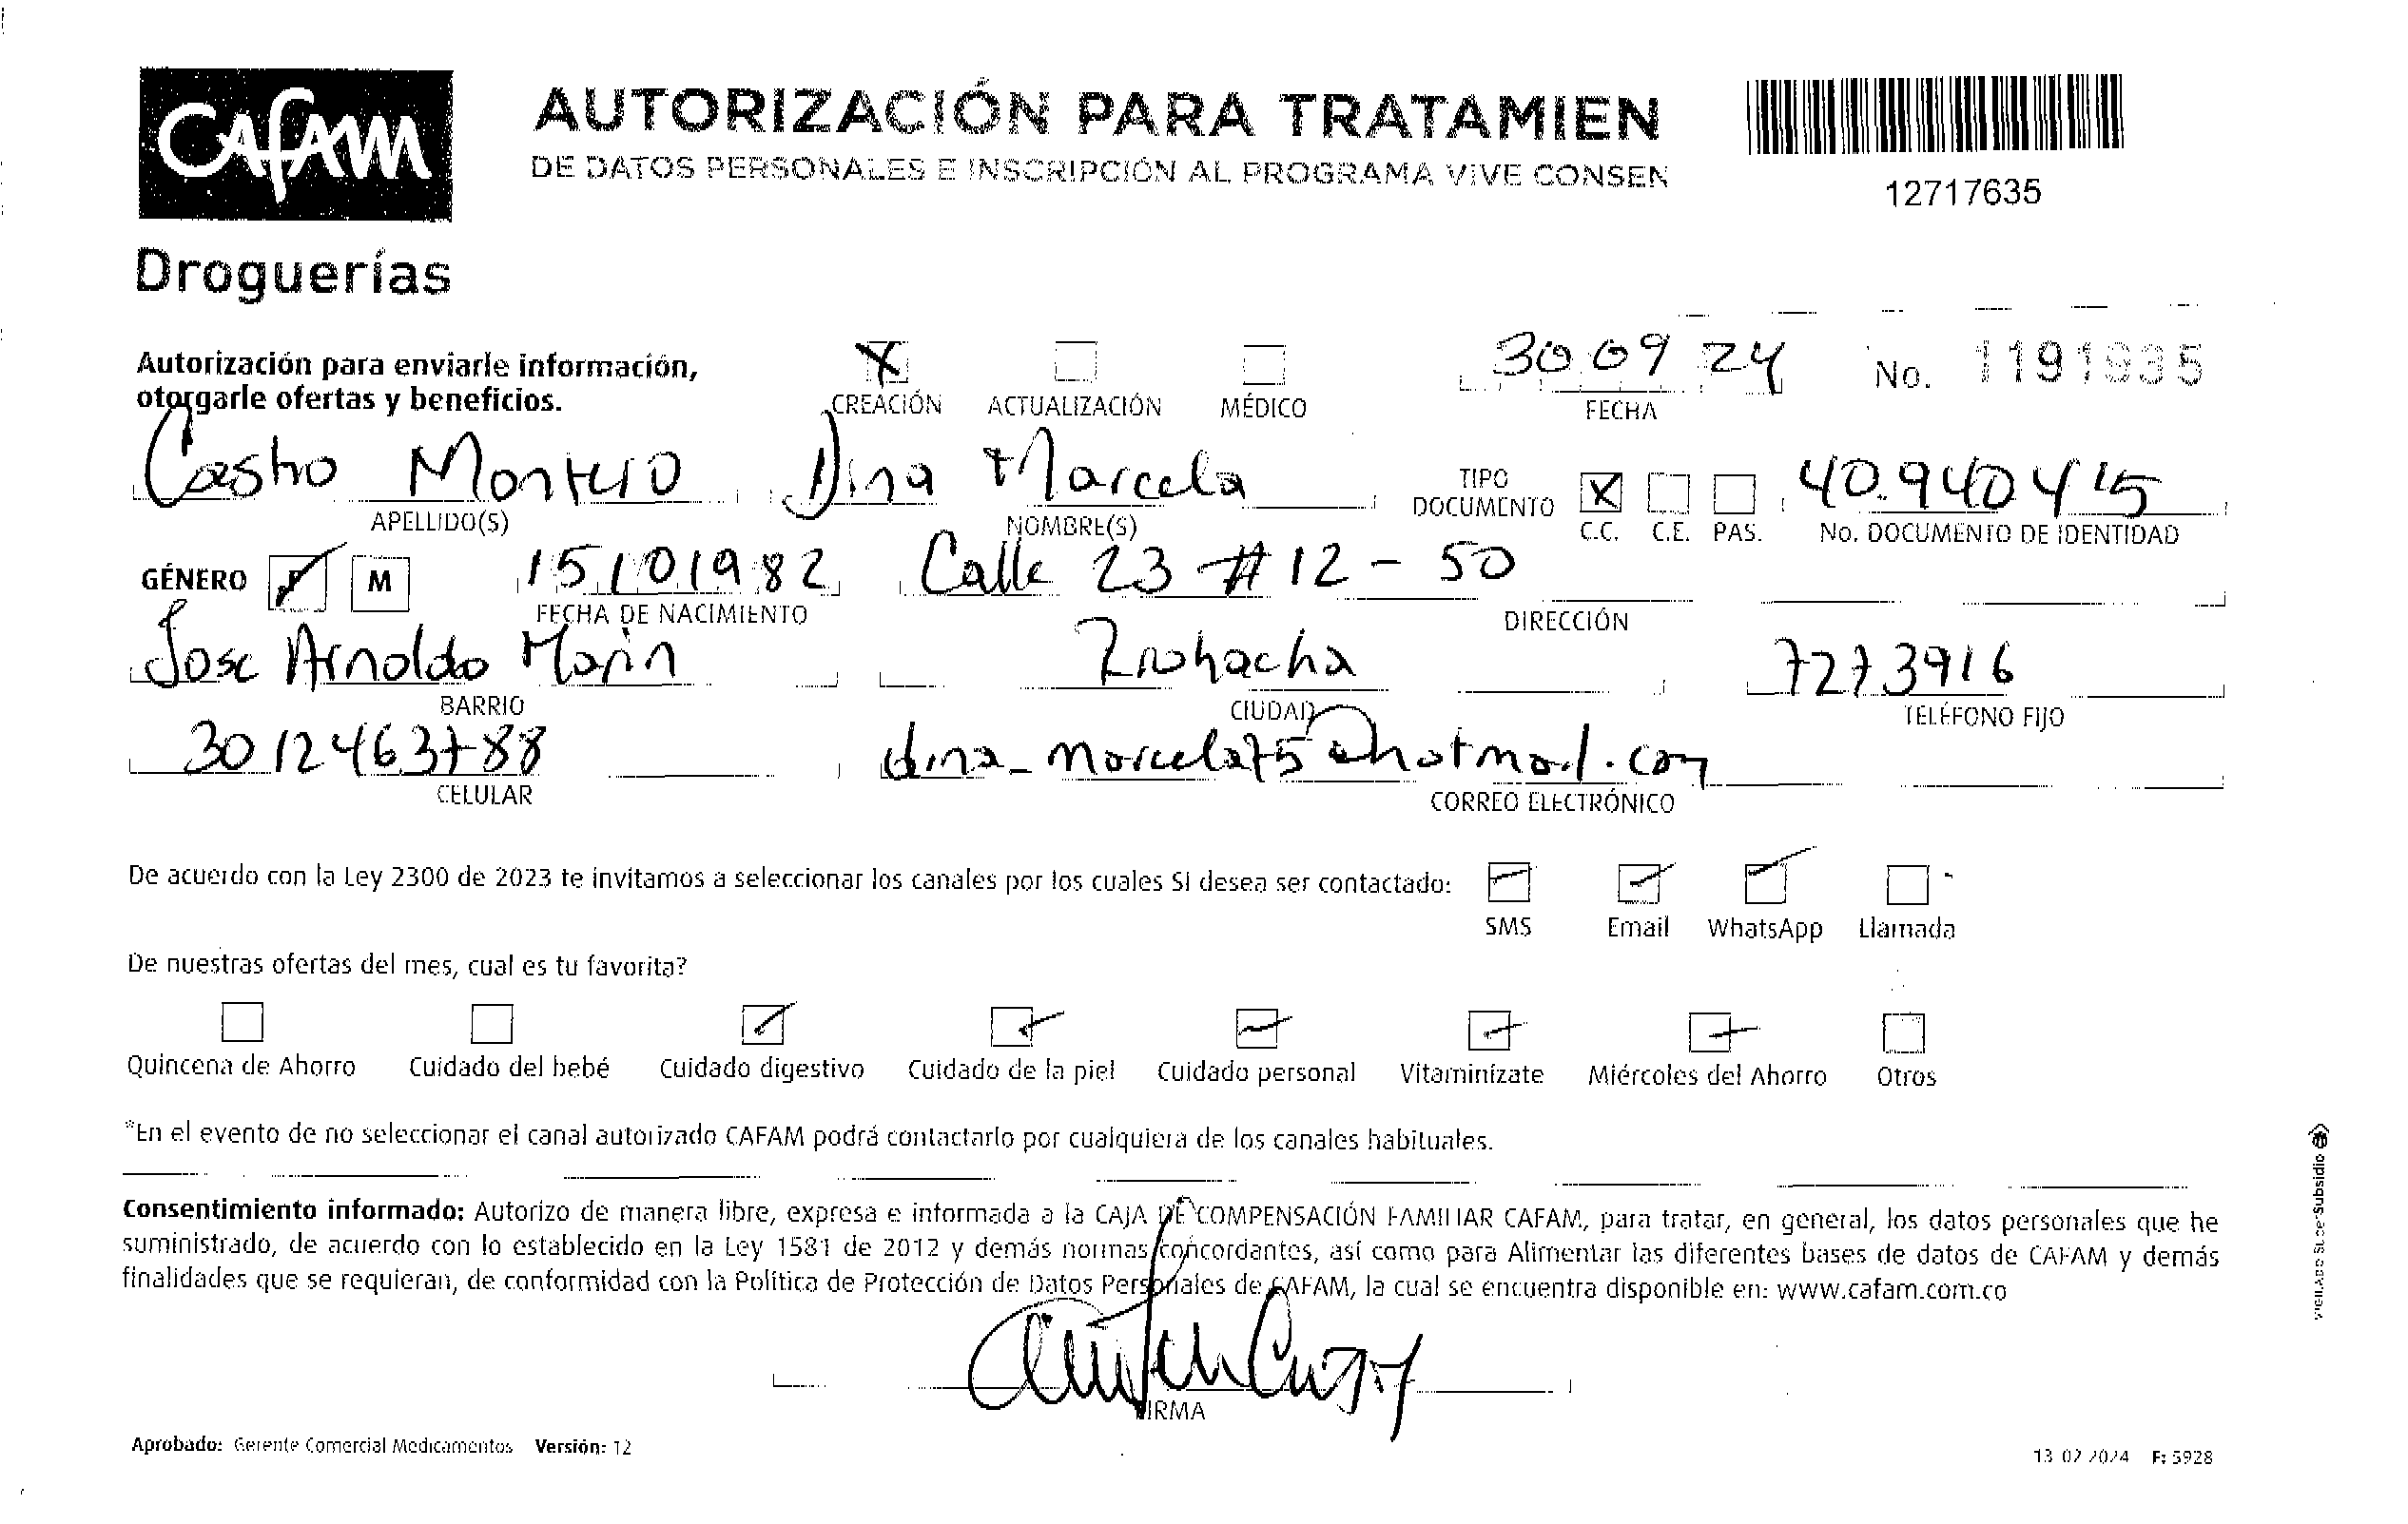 CAFAM
Droguerías
AUTORIZACIÓN PARA TRATAMIEN
DE DATOS PERSONALES E INSCRIPCIÓN AL PROGRAMA VIVE CONSEN
12717635
Autorización para enviarle información,
otorgarle ofertas y beneficios.
X CREACIÓN ACTUALIZACIÓN MÉDICO
30 09 24
FECHA
No. 1191935
Castro Montero Dina Marcela
APELLIDO(S) NOMBRE(S)
TIPO DOCUMENTO X C.C. C.E. PAS.
40.940415
No. DOCUMENTO DE IDENTIDAD
GÉNERO F M 15101982 Calle 23 # 12 - 50
FECHA DE NACIMIENTO DIRECCIÓN
Jose Arnoldo Marin Riohacha 7273916
BARRIO CIUDAD TELÉFONO FIJO
3012463788 dina_marcela75@hotmail.com
CELULAR CORREO ELECTRÓNICO
De acuerdo con la Ley 2300 de 2023 te invitamos a seleccionar los canales por los cuales SI desea ser contactado:
SMS Email WhatsApp Llamada
De nuestras ofertas del mes, cual es tu favorita?
Quincena de Ahorro Cuidado del bebé Cuidado digestivo Cuidado de la piel Cuidado personal Vitaminízate Miércoles del Ahorro Otros
*En el evento de no seleccionar el canal autorizado CAFAM podrá contactarlo por cualquiera de los canales habituales.
Consentimiento informado: Autorizo de manera libre, expresa e informada a la CAJA DE COMPENSACIÓN FAMILIAR CAFAM, para tratar, en general, los datos personales que he
suministrado, de acuerdo con lo establecido en la Ley 1581 de 2012 y demás normas concordantes, así como para Alimentar las diferentes bases de datos de CAFAM y demás
finalidades que se requieran, de conformidad con la Política de Protección de Datos Personales de CAFAM, la cual se encuentra disponible en: www.cafam.com.co
FIRMA
Aprobado: Gerente Comercial Medicamentos Versión: 12
13 02 2024 F: 5928
VIGILADO SuperSubsidio